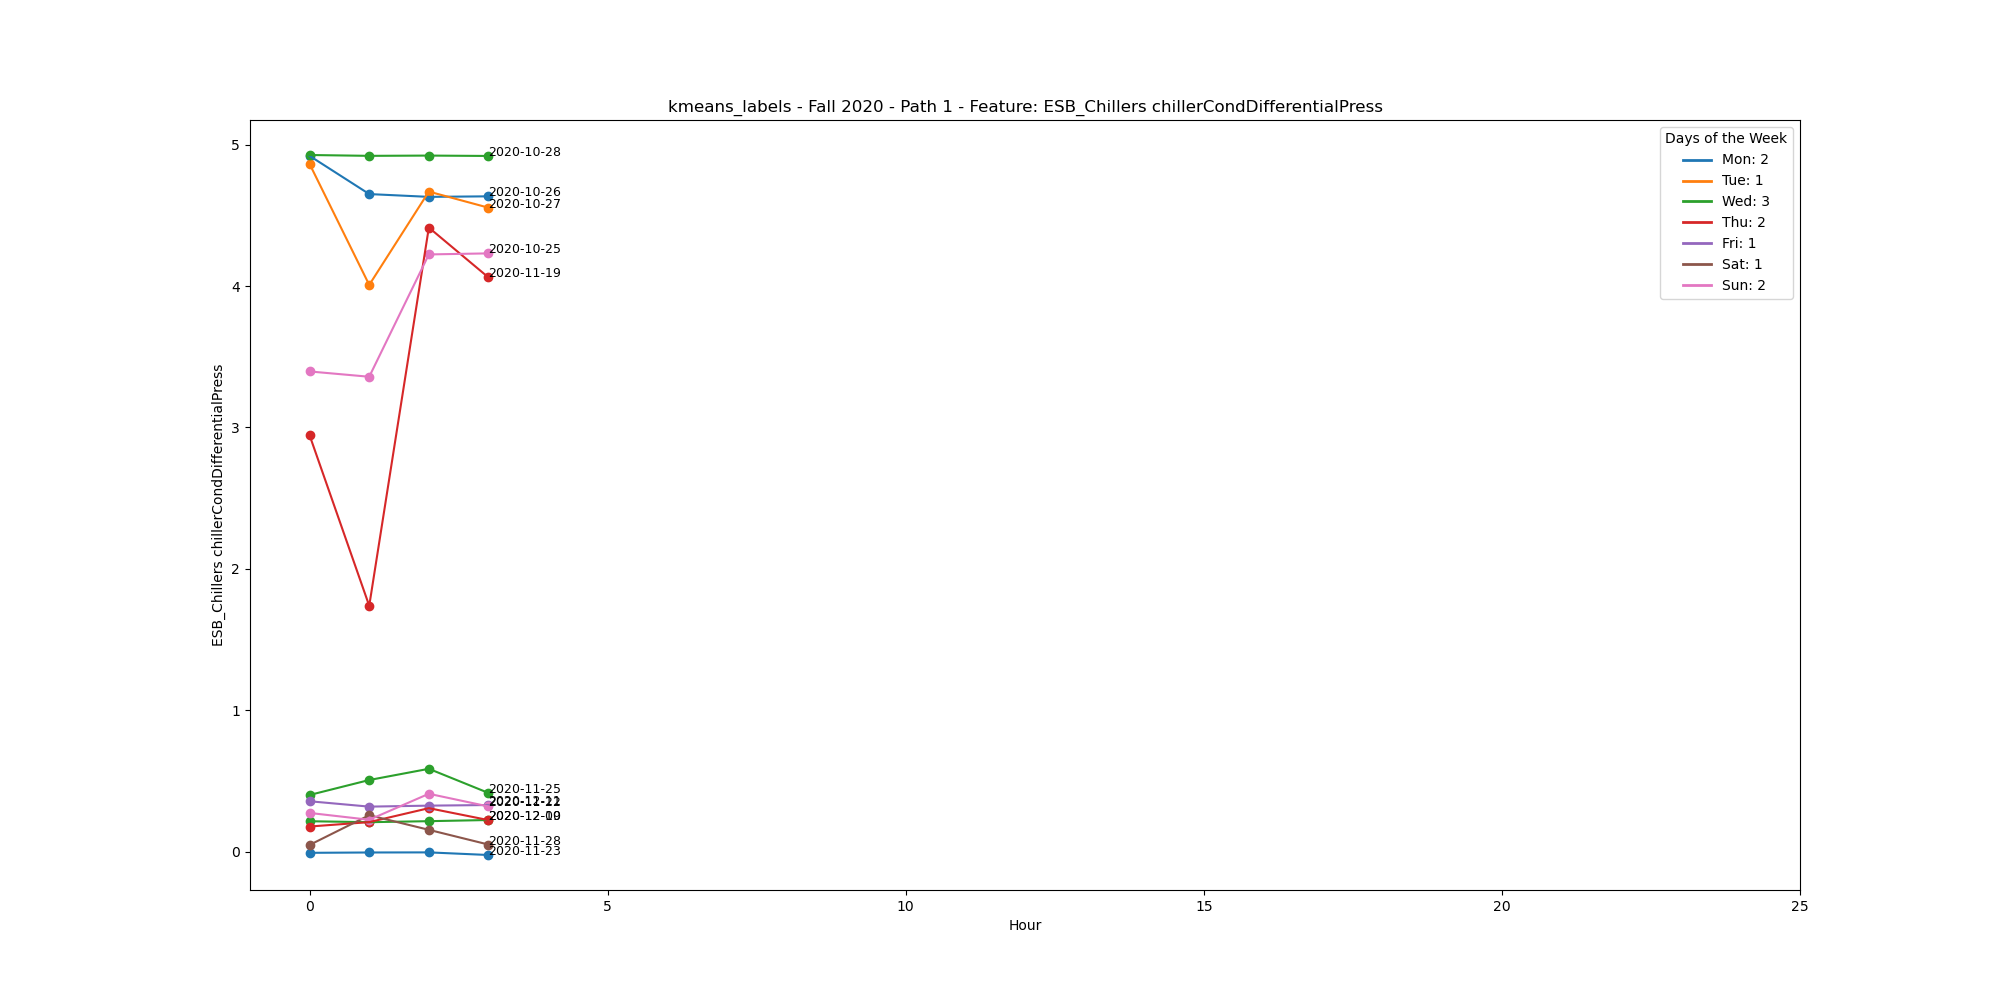 kmeans_labels - Fall 2020 - Path 1 - Feature: ESB_Chillers chillerCondDifferentialPress
Days of the Week
Mon: 2
Tue: 1
Wed: 3
Thu: 2
Fri: 1
Sat: 1
Sun: 2
ESB_Chillers chillerCondDifferentialPress
5
4
3
2
1
0
2020-10-28
2020-10-26
2020-10-27
2020-10-25
2020-11-19
2020-11-25
2020-11-28
2020-11-23
0
5
10
15
20
25
Hour